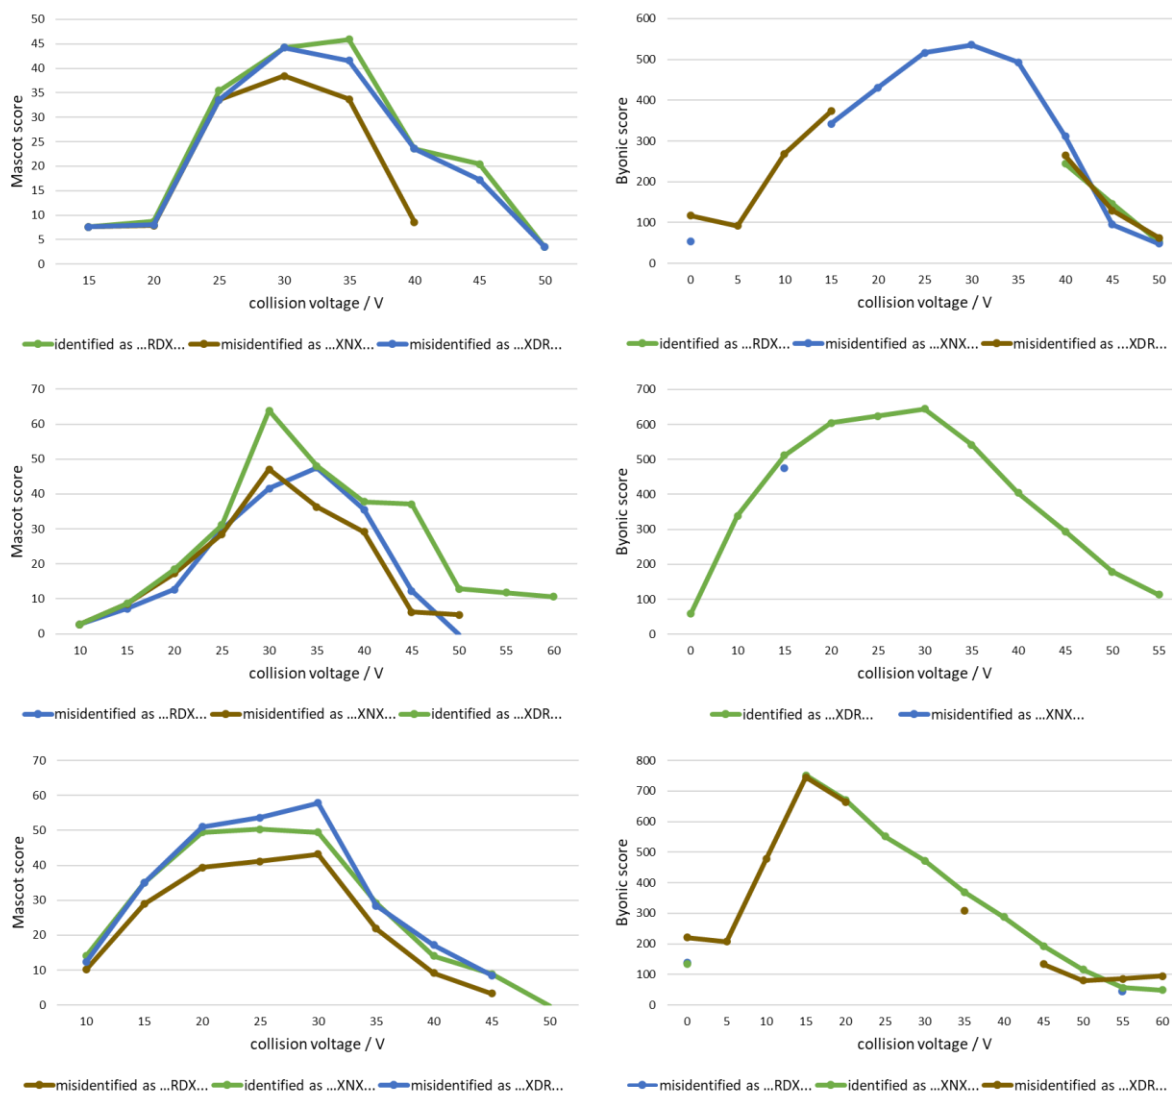 50
45
40
35
30
25
20
15
10
5
0
Mascot score
15 20 25 30 35 40 45 50
collision voltage / V
identified as ...RDX... misidentified as ...XNX... misidentified as ...XDR...
600
500
400
300
200
100
0
Byonic score
0 5 10 15 20 25 30 35 40 45 50
collision voltage / V
identified as ...RDX... misidentified as ...XNX... misidentified as ...XDR...
70
60
50
40
30
20
10
0
Mascot score
10 15 20 25 30 35 40 45 50 55 60
collision voltage / V
misidentified as ...RDX... misidentified as ...XNX... identified as ...XDR...
700
600
500
400
300
200
100
0
Byonic score
0 10 15 20 25 30 35 40 45 50 55
collision voltage / V
identified as ...XDR... misidentified as ...XNX...
70
60
50
40
30
20
10
0
Mascot score
10 15 20 25 30 35 40 45 50
collision voltage / V
misidentified as ...RDX... identified as ...XNX... misidentified as ...XDR...
800
700
600
500
400
300
200
100
0
Byonic score
0 5 10 15 20 25 30 35 40 45 50 55 60
collision voltage / V
misidentified as ...RDX... identified as ...XNX... misidentified as ...XDR...